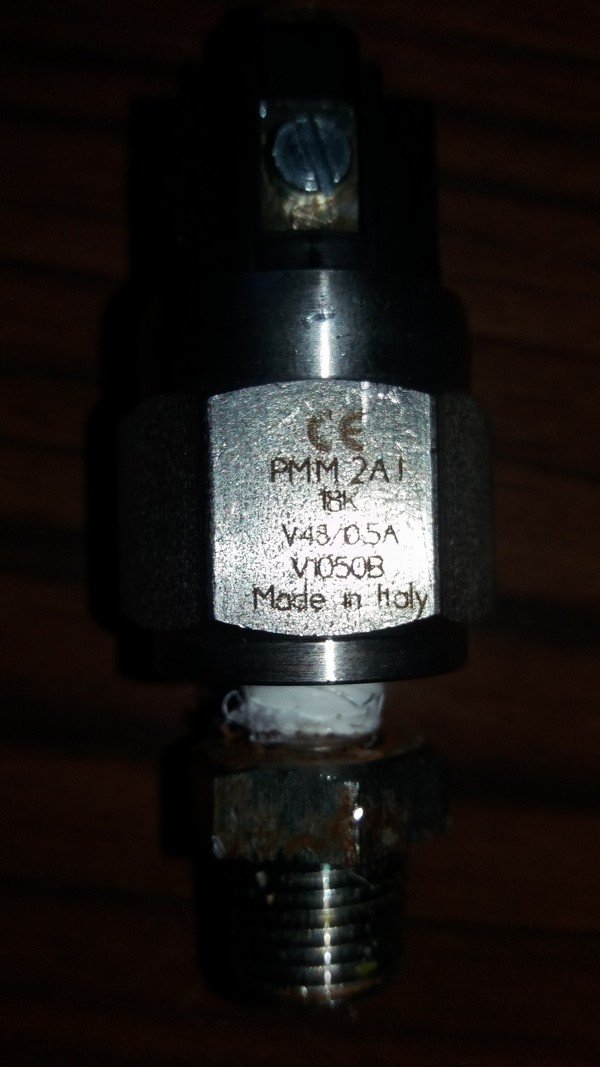 CE
PMM 2A1
18K
V48/0.5A
V1050B
Made in Italy